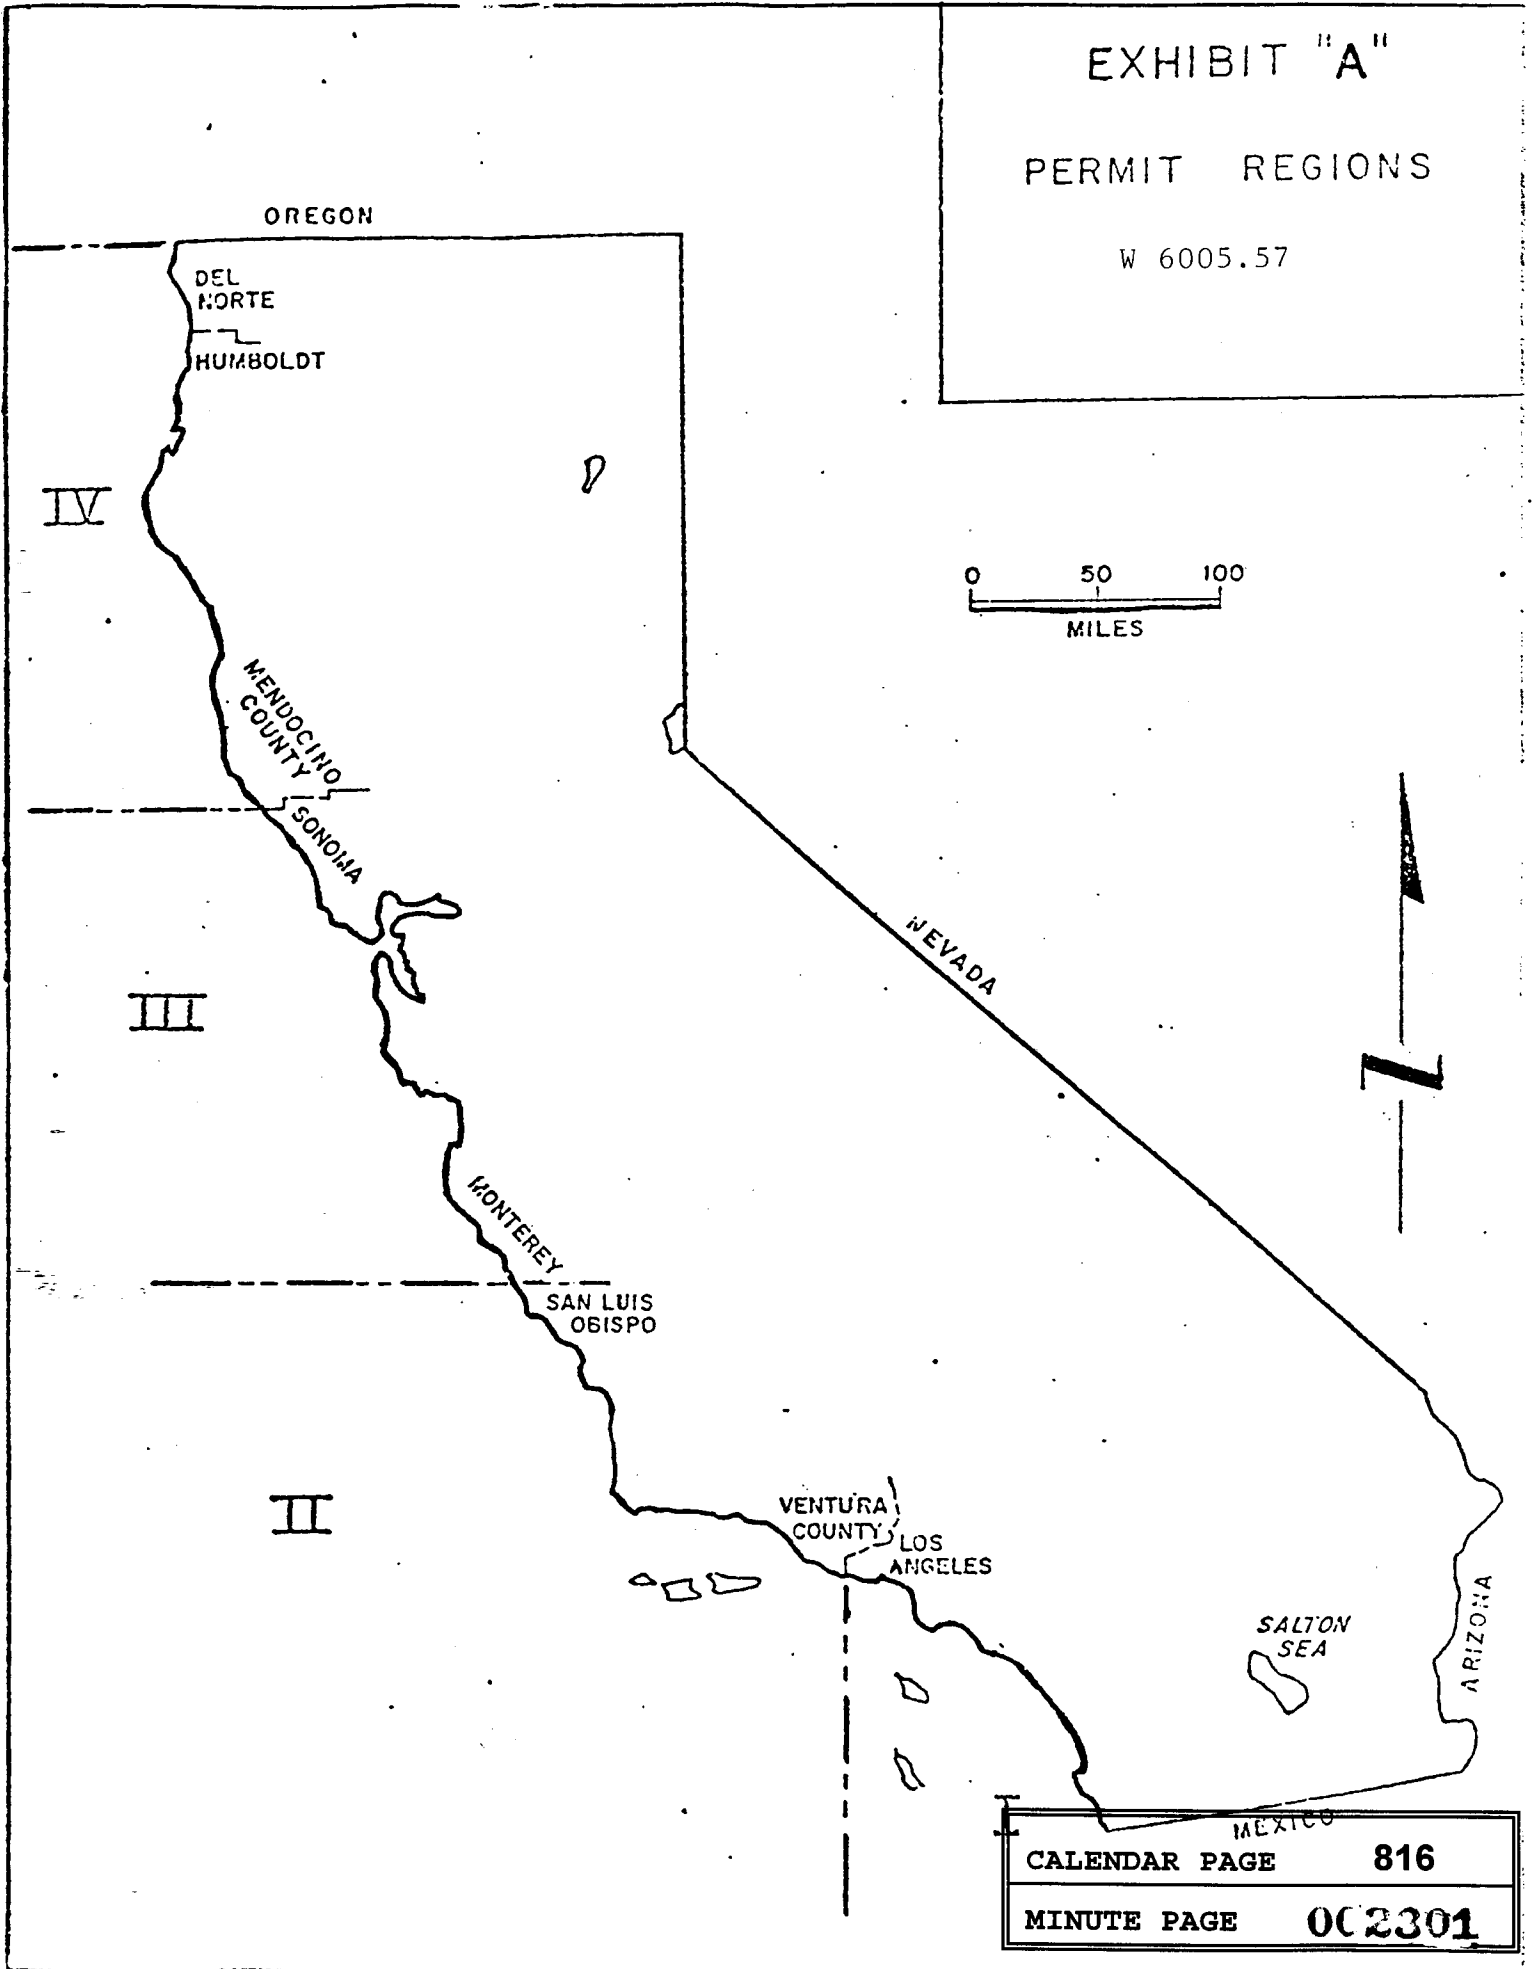 EXHIBIT "A"
PERMIT REGIONS
W 6005.57
OREGON
DEL
NORTE
HUMBOLDT
IV
0 50 100
MILES
MENDOCINO
COUNTY
SONOMA
NEVADA
III
N
MONTEREY
SAN LUIS
OBISPO
II
VENTURA
COUNTY
LOS
ANGELES
SALTON
SEA
ARIZONA
I
MEXICO
CALENDAR PAGE 816
MINUTE PAGE 002301